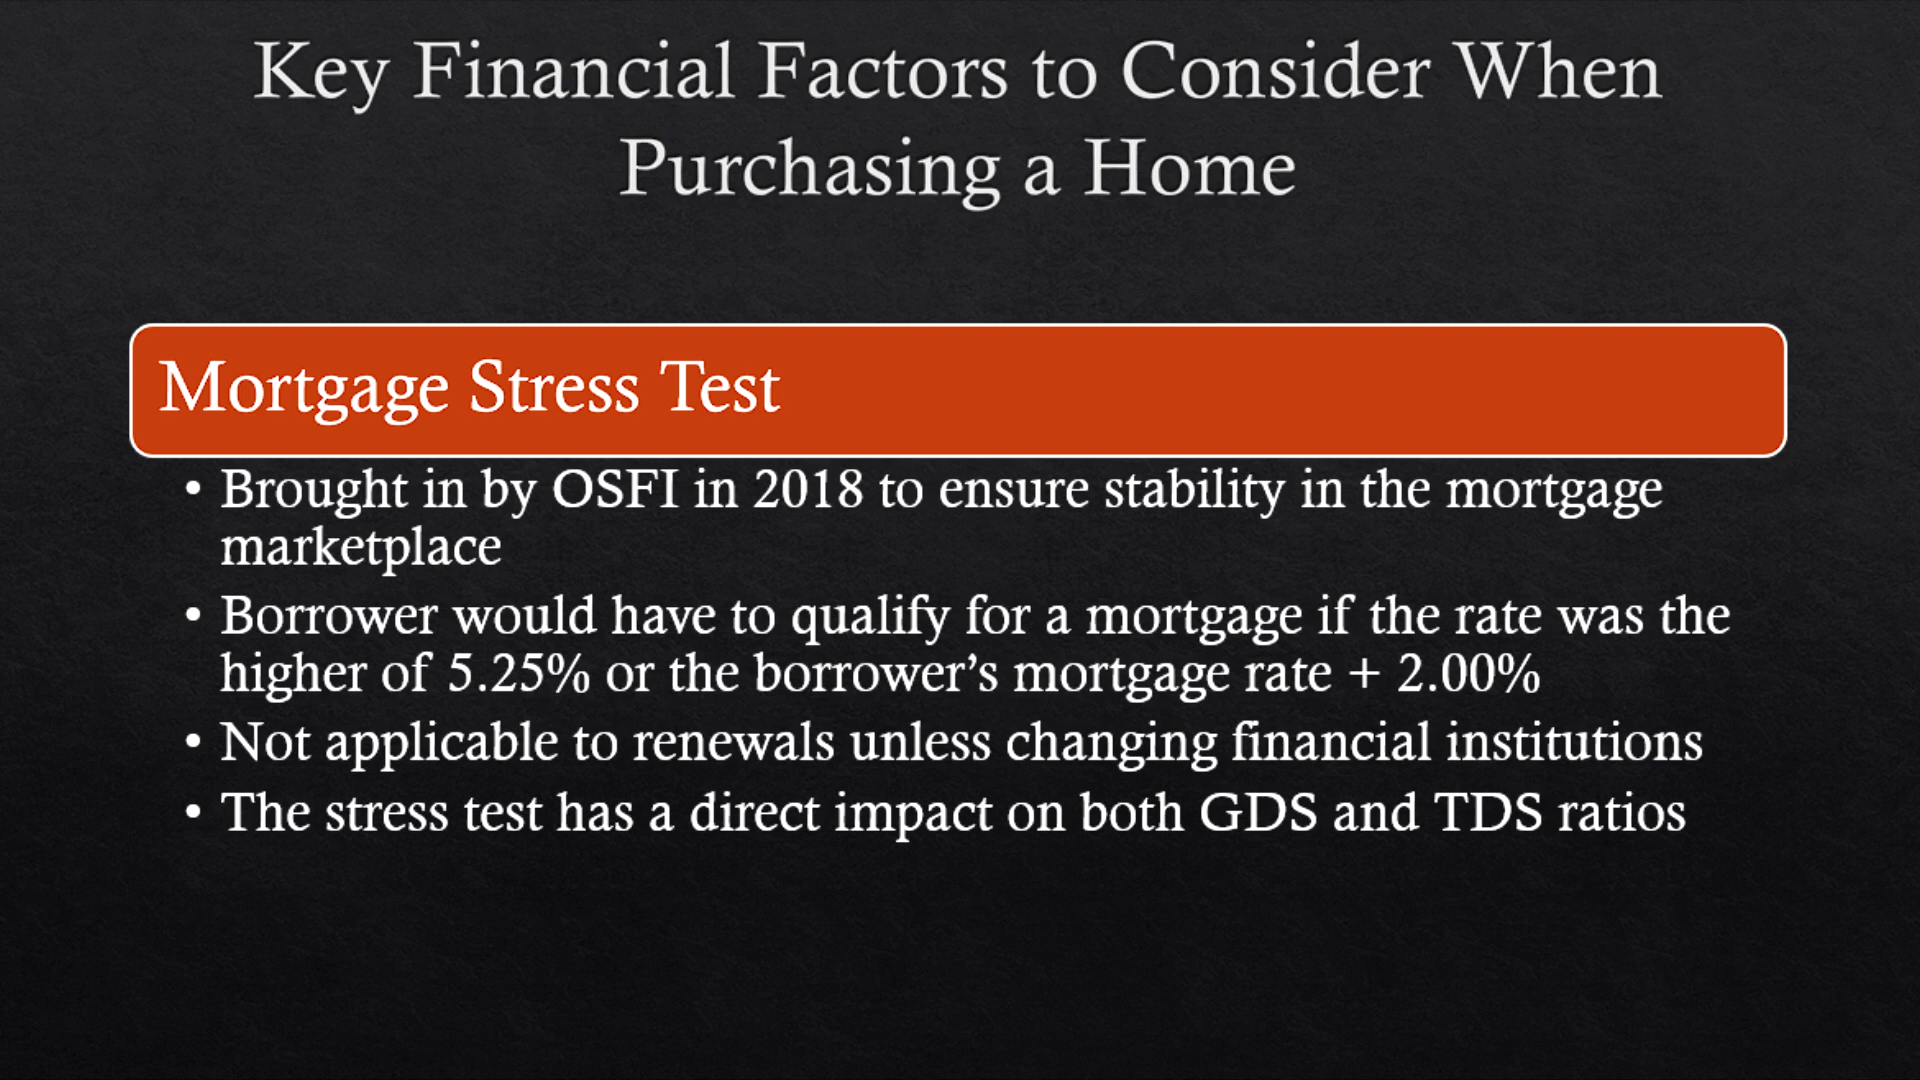 Key Financial Factors to Consider When
Purchasing a Home
Mortgage Stress Test
• Brought in by OSFI in 2018 to ensure stability in the mortgage
marketplace
• Borrower would have to qualify for a mortgage if the rate was the
higher of 5.25% or the borrower’s mortgage rate + 2.00%
• Not applicable to renewals unless changing financial institutions
• The stress test has a direct impact on both GDS and TDS ratios